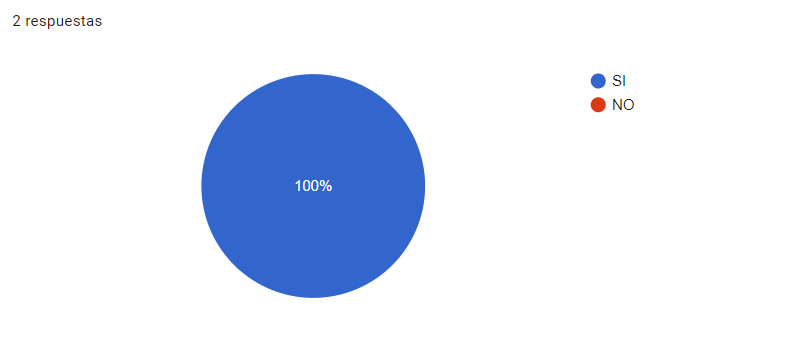 2 respuestas
SI
NO
100%